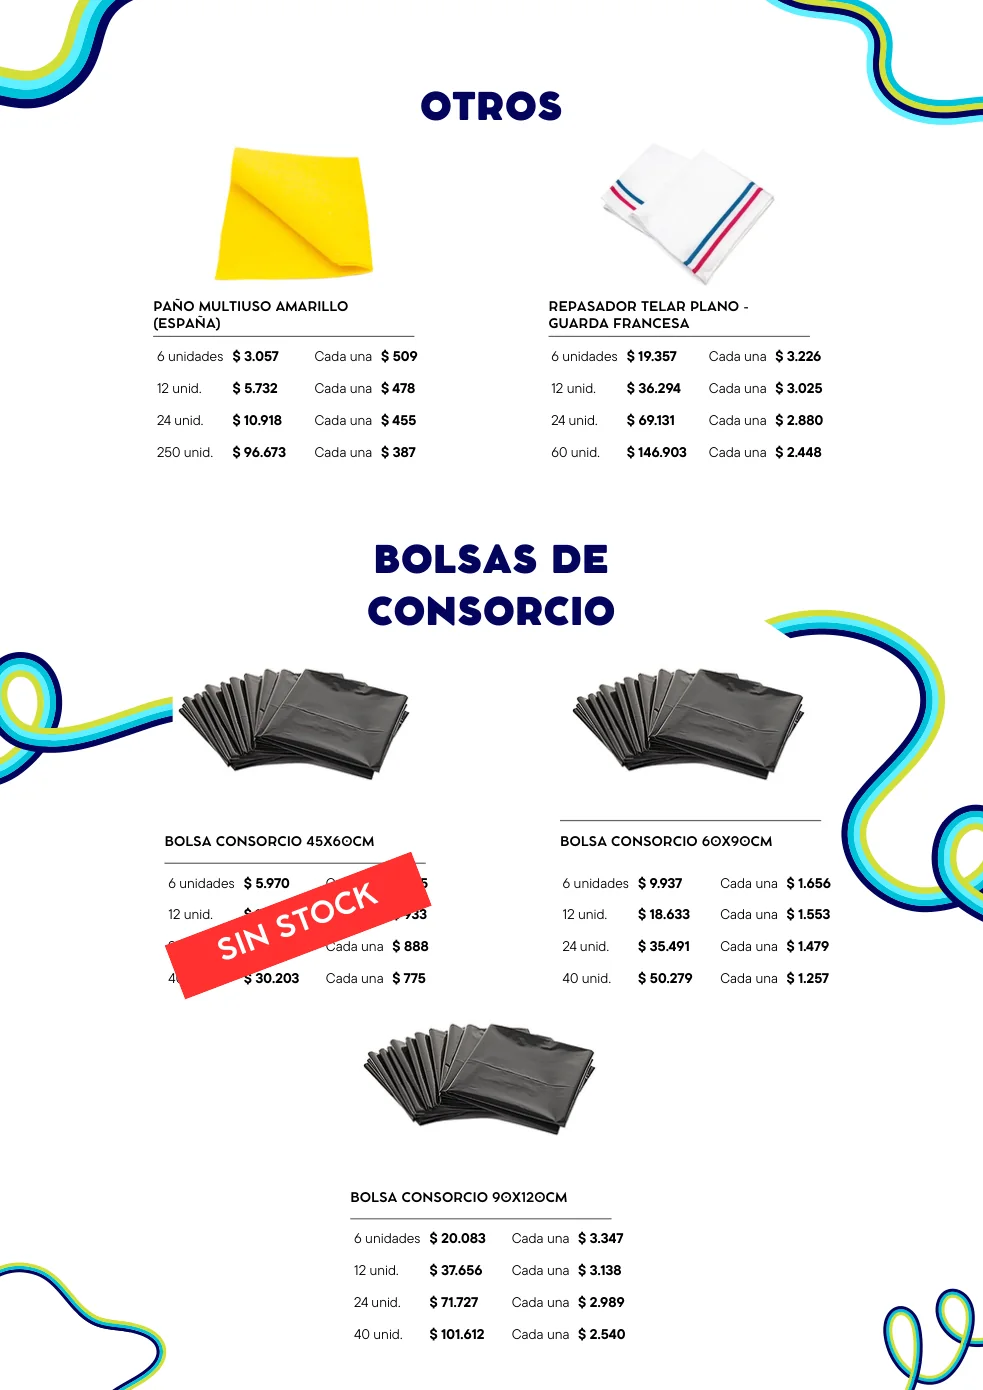 OTROS
PAÑO MULTIUSO AMARILLO
(ESPAÑA)
6 unidades $ 3.057 Cada una $ 509
12 unid. $ 5.732 Cada una $ 478
24 unid. $ 10.918 Cada una $ 455
250 unid. $ 96.673 Cada una $ 387
REPASADOR TELAR PLANO -
GUARDA FRANCESA
6 unidades $ 19.357 Cada una $ 3.226
12 unid. $ 36.294 Cada una $ 3.025
24 unid. $ 69.131 Cada una $ 2.880
60 unid. $ 146.903 Cada una $ 2.448
BOLSAS DE
CONSORCIO
BOLSA CONSORCIO 45X60CM
6 unidades $ 5.970
12 unid.
SIN STOCK
Cada una $ 888
$ 30.203 Cada una $ 775
BOLSA CONSORCIO 60X90CM
6 unidades $ 9.937 Cada una $ 1.656
12 unid. $ 18.633 Cada una $ 1.553
24 unid. $ 35.491 Cada una $ 1.479
40 unid. $ 50.279 Cada una $ 1.257
BOLSA CONSORCIO 90X120CM
6 unidades $ 20.083 Cada una $ 3.347
12 unid. $ 37.656 Cada una $ 3.138
24 unid. $ 71.727 Cada una $ 2.989
40 unid. $ 101.612 Cada una $ 2.540